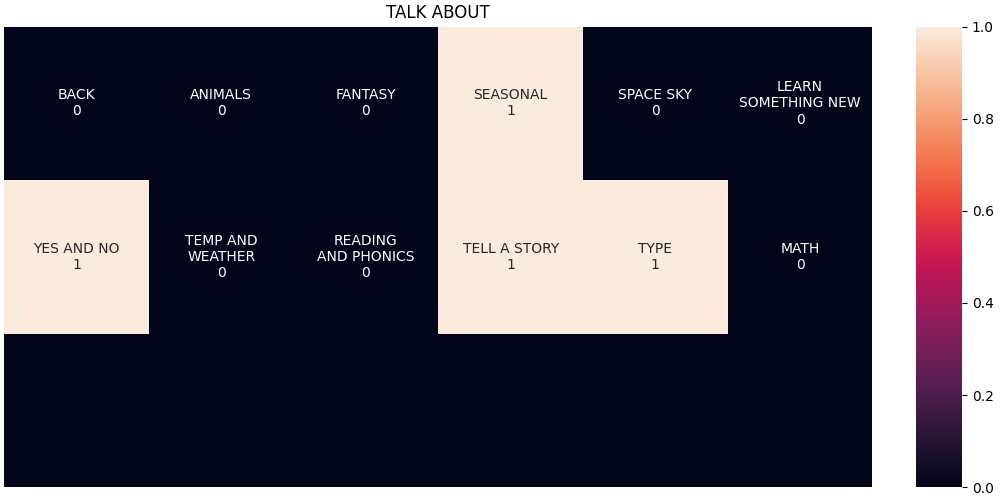 TALK ABOUT
BACK
0
ANIMALS
0
FANTASY
0
SEASONAL
1
SPACE SKY
0
LEARN
SOMETHING NEW
0
YES AND NO
1
TEMP AND
WEATHER
0
READING
AND PHONICS
0
TELL A STORY
1
TYPE
1
MATH
0
1.0
0.8
0.6
0.4
0.2
0.0